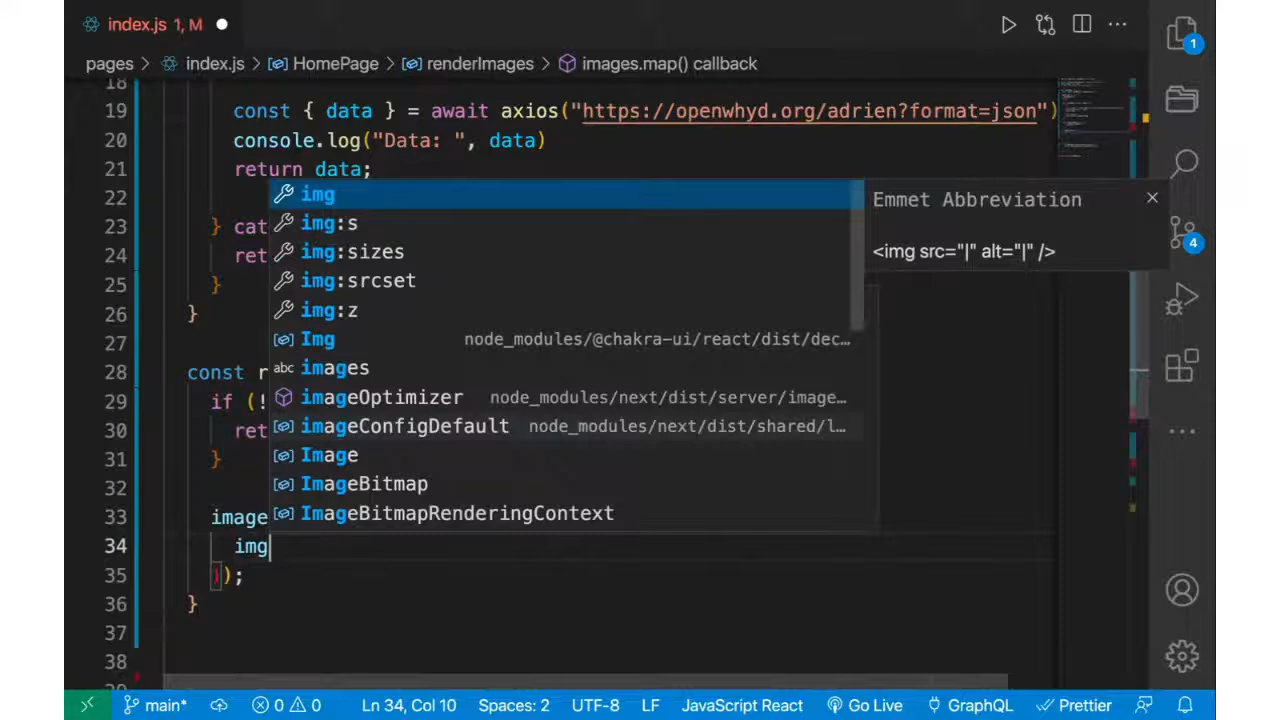 index.js 1, M
pages > index.js > HomePage > renderImages > images.map() callback
1
18
19 const { data } = await axios("https://openwhyd.org/adrien?format=json")
20 console.log("Data: ", data)
21 return data;
22
23 } cat
24 ret
25 }
26 }
27
28 const r
29 if (!
30 ret
31 }
32
33 image
34 img
35 });
36 }
37
38
img
img:s
img:sizes
img:srcset
img:z
Img node_modules/@chakra-ui/react/dist/dec…
abc images
imageOptimizer node_modules/next/dist/server/image…
imageConfigDefault node_modules/next/dist/shared/l…
Image
ImageBitmap
ImageBitmapRenderingContext
Emmet Abbreviation
<img src="|" alt="|" />
4
main* 0 0 Ln 34, Col 10 Spaces: 2 UTF-8 LF JavaScript React Go Live GraphQL Prettier